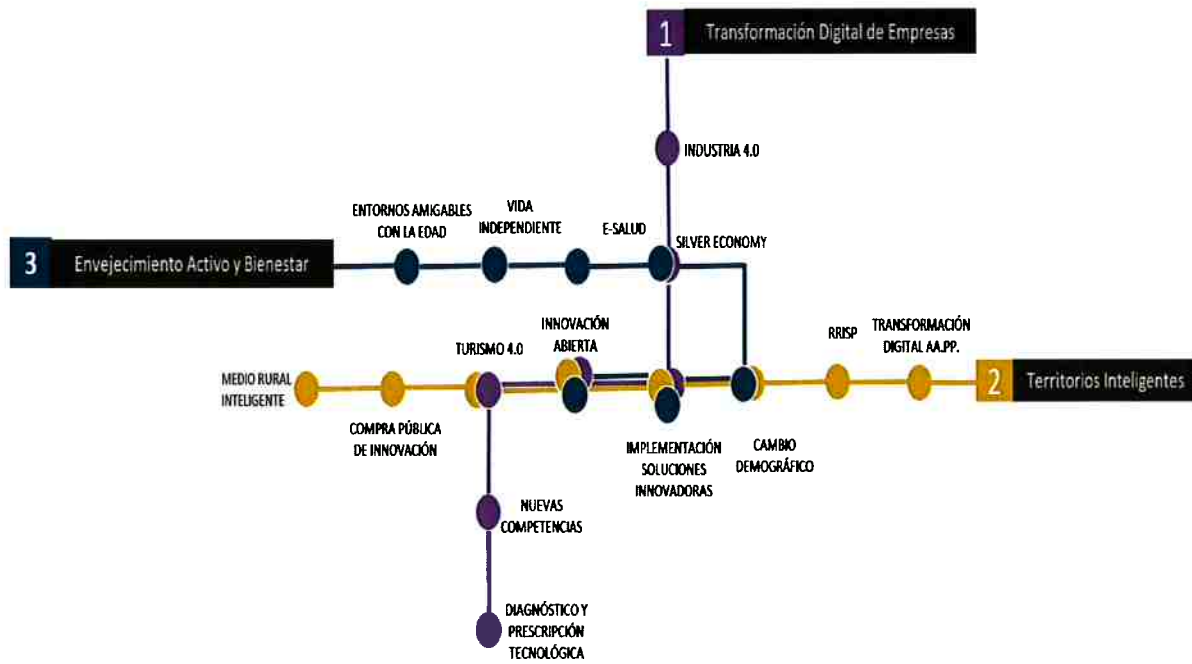 1 Transformación Digital de Empresas
INDUSTRIA 4.0
ENTORNOS AMIGABLES
CON LA EDAD
VIDA
INDEPENDIENTE
E-SALUD
SILVER ECONOMY
3 Envejecimiento Activo y Bienestar
INNOVACIÓN
ABIERTA
TURISMO 4.0
RRISP
TRANSFORMACIÓN
DIGITAL AA.PP.
MEDIO RURAL
INTELIGENTE
2 Territorios Inteligentes
COMPRA PÚBLICA
DE INNOVACIÓN
IMPLEMENTACIÓN
SOLUCIONES
INNOVADORAS
CAMBIO
DEMOGRÁFICO
NUEVAS
COMPETENCIAS
DIAGNÓSTICO Y
PRESCRIPCIÓN
TECNOLÓGICA